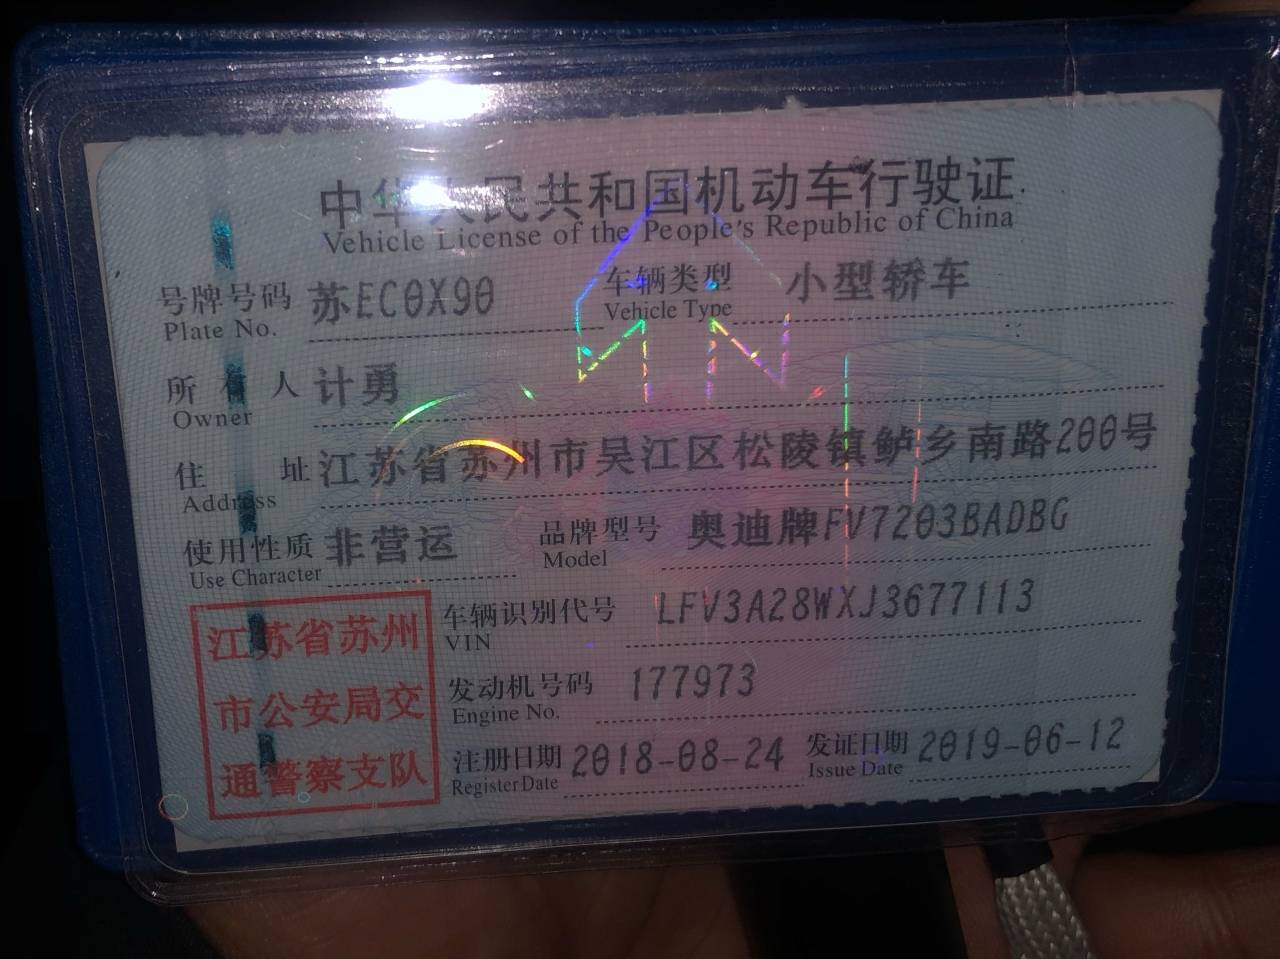 中华人民共和国机动车行驶证
Vehicle License of the People's Republic of China
号牌号码 苏EC0X90 车辆类型 小型轿车
Plate No. Vehicle Type
所有人 计勇
Owner
住址 江苏省苏州市吴江区松陵镇鲈乡南路200号
Address
使用性质 非营运 品牌型号 奥迪牌FV7203BADBG
Use Character Model
江苏省苏州
市公安局交
通警察支队
车辆识别代号 LFV3A28WXJ3677113
VIN
发动机号码 177973
Engine No.
注册日期 2018-08-24 发证日期 2019-06-12
Register Date Issue Date